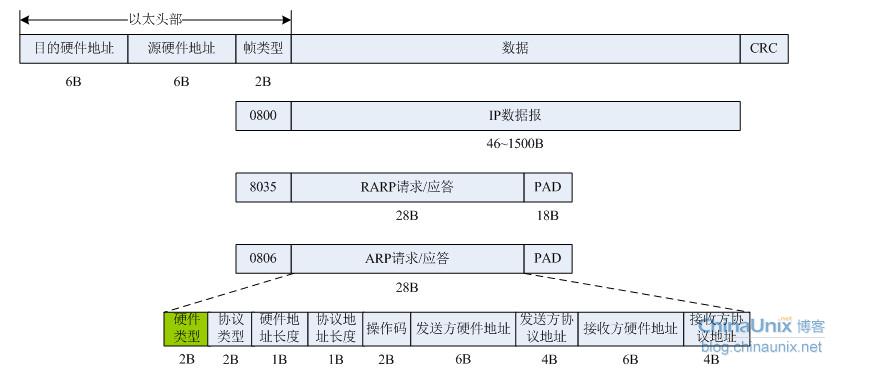 以太头部
目的硬件地址 源硬件地址 帧类型 数据 CRC
6B 6B 2B
0800 IP数据报
46~1500B
8035 RARP请求/应答 PAD
28B 18B
0806 ARP请求/应答 PAD
28B
硬件类型 协议类型 硬件地址长度 协议地址长度 操作码 发送方硬件地址 发送方协议地址 接收方硬件地址 接收方协议地址
2B 2B 1B 1B 2B 6B 4B 6B 4B
ChinaUnix.net 博客
blog.chinaunix.net